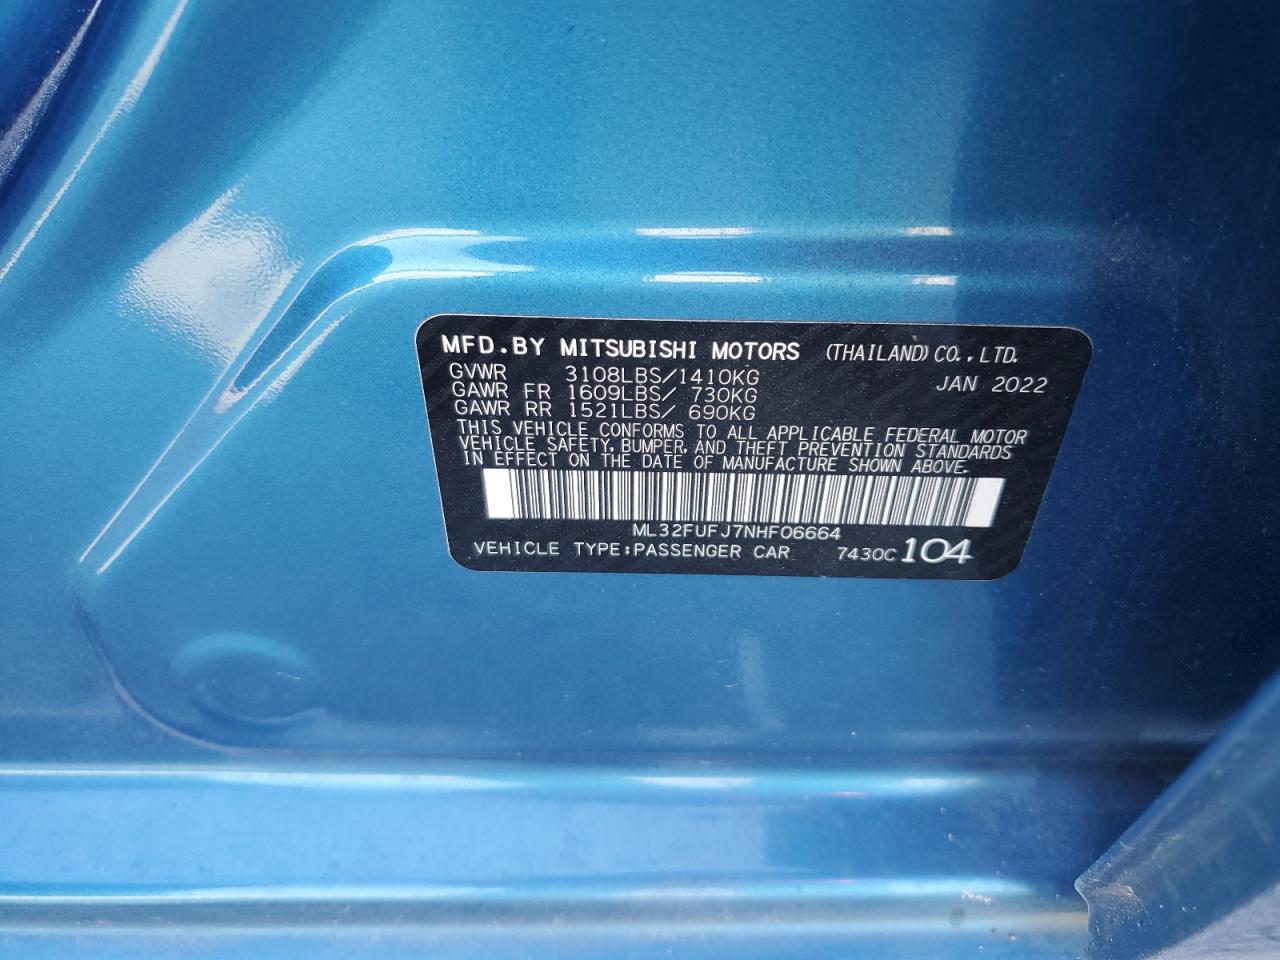 MFD.BY MITSUBISHI MOTORS (THAILAND) CO., LTD.
GVWR 3108LBS/1410KG JAN 2022
GAWR FR 1609LBS/ 730KG
GAWR RR 1521LBS/ 690KG
THIS VEHICLE CONFORMS TO ALL APPLICABLE FEDERAL MOTOR
VEHICLE SAFETY, BUMPER, AND THEFT PREVENTION STANDARDS
IN EFFECT ON THE DATE OF MANUFACTURE SHOWN ABOVE.
ML32FUFJ7NHF06664
VEHICLE TYPE:PASSENGER CAR 7430C104